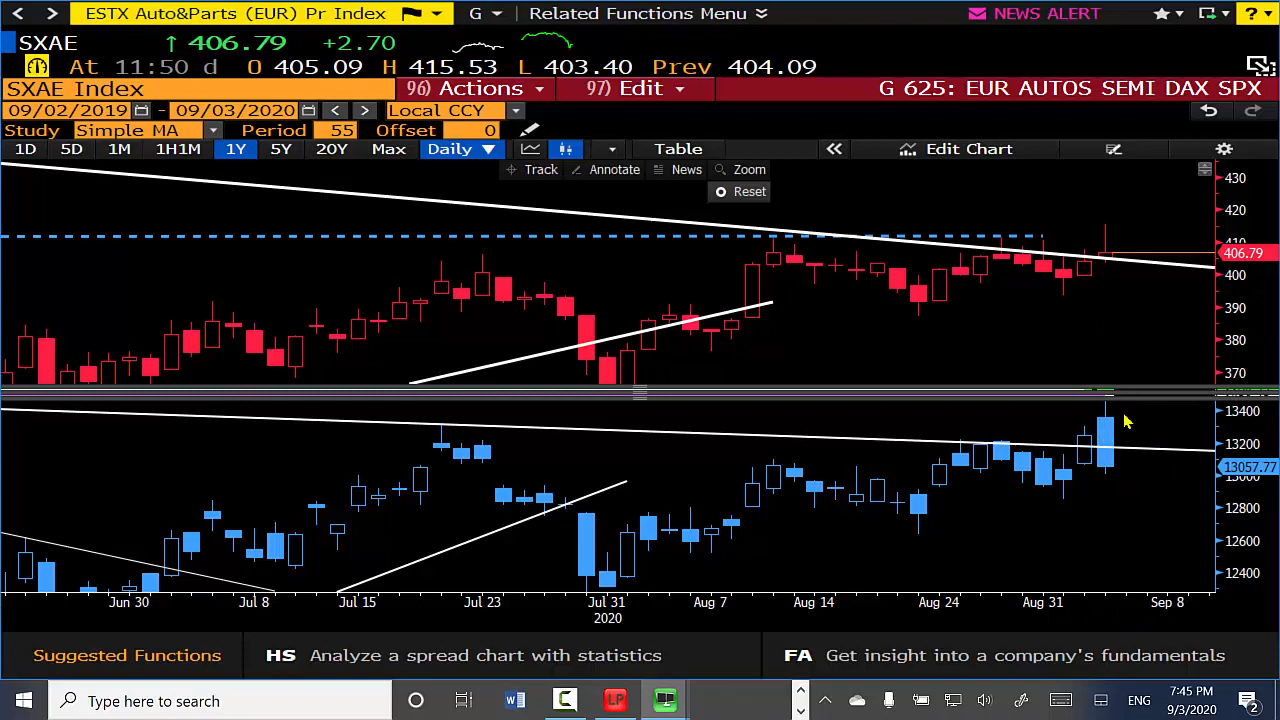 ESTX Auto&Parts (EUR) Pr Index G Related Functions Menu NEWS ALERT ?
SXAE ↑ 406.79 +2.70
At 11:50 d O 405.09 H 415.53 L 403.40 Prev 404.09
SXAE Index 96) Actions 97) Edit G 625: EUR AUTOS SEMI DAX SPX
09/02/2019 - 09/03/2020 < > Local CCY
Study Simple MA Period 55 Offset 0
1D 5D 1M 1H1M 1Y 5Y 20Y Max Daily ▼ Table « Edit Chart
Track Annotate News Zoom
Reset
430
420
410
406.79
400
390
380
370
13400
13200
13057.77
13000
12800
12600
12400
Jun 30 Jul 8 Jul 15 Jul 23 Jul 31 Aug 7 Aug 14 Aug 24 Aug 31 Sep 8
2020
Suggested Functions HS Analyze a spread chart with statistics FA Get insight into a company's fundamentals
Type here to search LP ENG 7:45 PM
9/3/2020 2